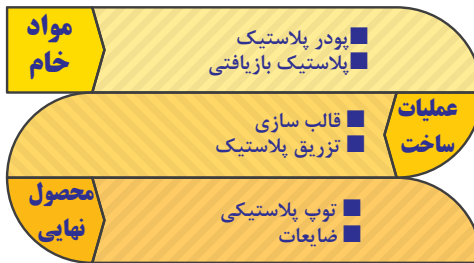 مواد
خام
■ پودر پلاستیک
■ پلاستیک بازیافتی
عملیات
ساخت
■ قالب سازی
■ تزریق پلاستیک
محصول
نهایی
■ توپ پلاستیکی
■ ضایعات